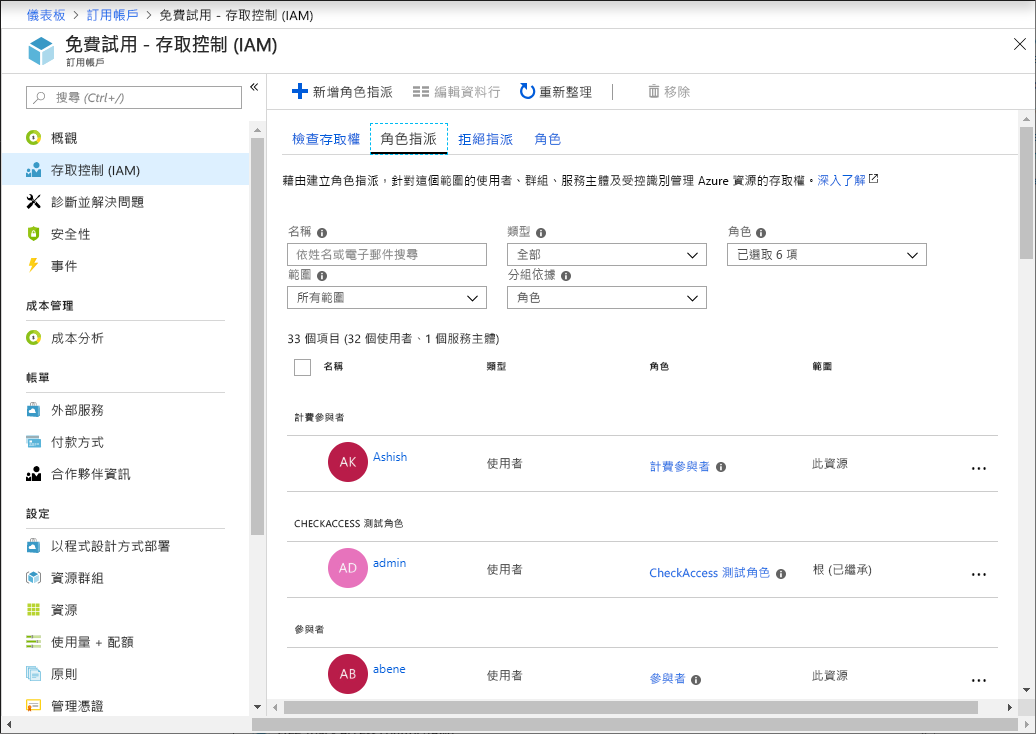 儀表板 > 訂用帳戶 > 免費試用 - 存取控制 (IAM)
免費試用 - 存取控制 (IAM)
訂用帳戶
搜尋 (Ctrl+/)
«
概觀
存取控制 (IAM)
診斷並解決問題
安全性
事件
成本管理
成本分析
帳單
外部服務
付款方式
合作夥伴資訊
設定
以程式設計方式部署
資源群組
資源
使用量 + 配額
原則
管理憑證
新增角色指派 編輯資料行 重新整理 移除
檢查存取權 角色指派 拒絕指派 角色
藉由建立角色指派，針對這個範圍的使用者、群組、服務主體及受控識別管理 Azure 資源的存取權。深入了解
名稱 類型 角色
依姓名或電子郵件搜尋 全部 已選取 6 項
範圍 分組依據
所有範圍 角色
33 個項目 (32 個使用者、1 個服務主體)
名稱 類型 角色 範圍
計費參與者
AK Ashish 使用者 計費參與者 此資源 ...
CHECKACCESS 測試角色
AD admin 使用者 CheckAccess 測試角色 根 (已繼承) ...
參與者
AB abene 使用者 參與者 此資源 ...